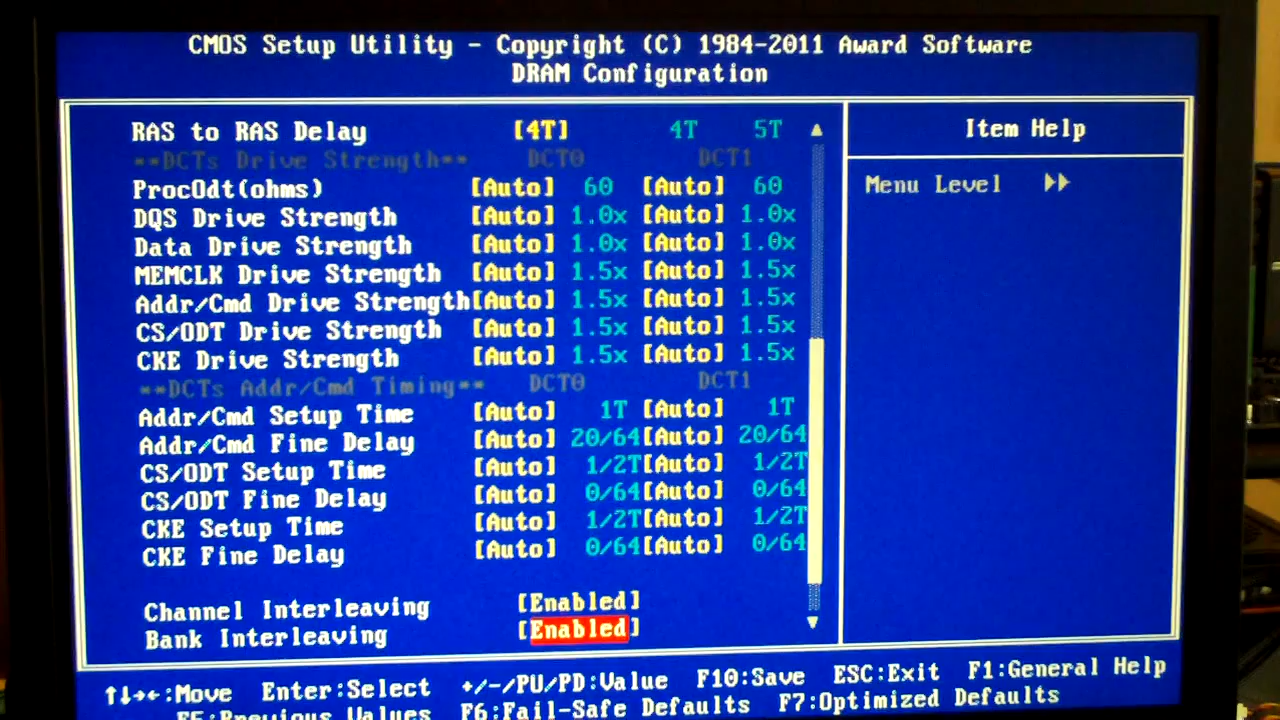 CMOS Setup Utility - Copyright (C) 1984-2011 Award Software
DRAM Configuration
RAS to RAS Delay [4T] 4T 5T
**DCTs Drive Strength** DCT0 DCT1
ProcOdt(ohms) [Auto] 60 [Auto] 60
DQS Drive Strength [Auto] 1.0x [Auto] 1.0x
Data Drive Strength [Auto] 1.0x [Auto] 1.0x
MEMCLK Drive Strength [Auto] 1.5x [Auto] 1.5x
Addr/Cmd Drive Strength[Auto] 1.5x [Auto] 1.5x
CS/ODT Drive Strength [Auto] 1.5x [Auto] 1.5x
CKE Drive Strength [Auto] 1.5x [Auto] 1.5x
**DCTs Addr/Cmd Timing** DCT0 DCT1
Addr/Cmd Setup Time [Auto] 1T [Auto] 1T
Addr/Cmd Fine Delay [Auto] 20/64[Auto] 20/64
CS/ODT Setup Time [Auto] 1/2T[Auto] 1/2T
CS/ODT Fine Delay [Auto] 0/64[Auto] 0/64
CKE Setup Time [Auto] 1/2T[Auto] 1/2T
CKE Fine Delay [Auto] 0/64[Auto] 0/64
Channel Interleaving [Enabled]
Bank Interleaving [Enabled]
Item Help
Menu Level ▶▶
↑↓→←:Move Enter:Select +/-/PU/PD:Value F10:Save ESC:Exit F1:General Help
F5:Previous Values F6:Fail-Safe Defaults F7:Optimized Defaults